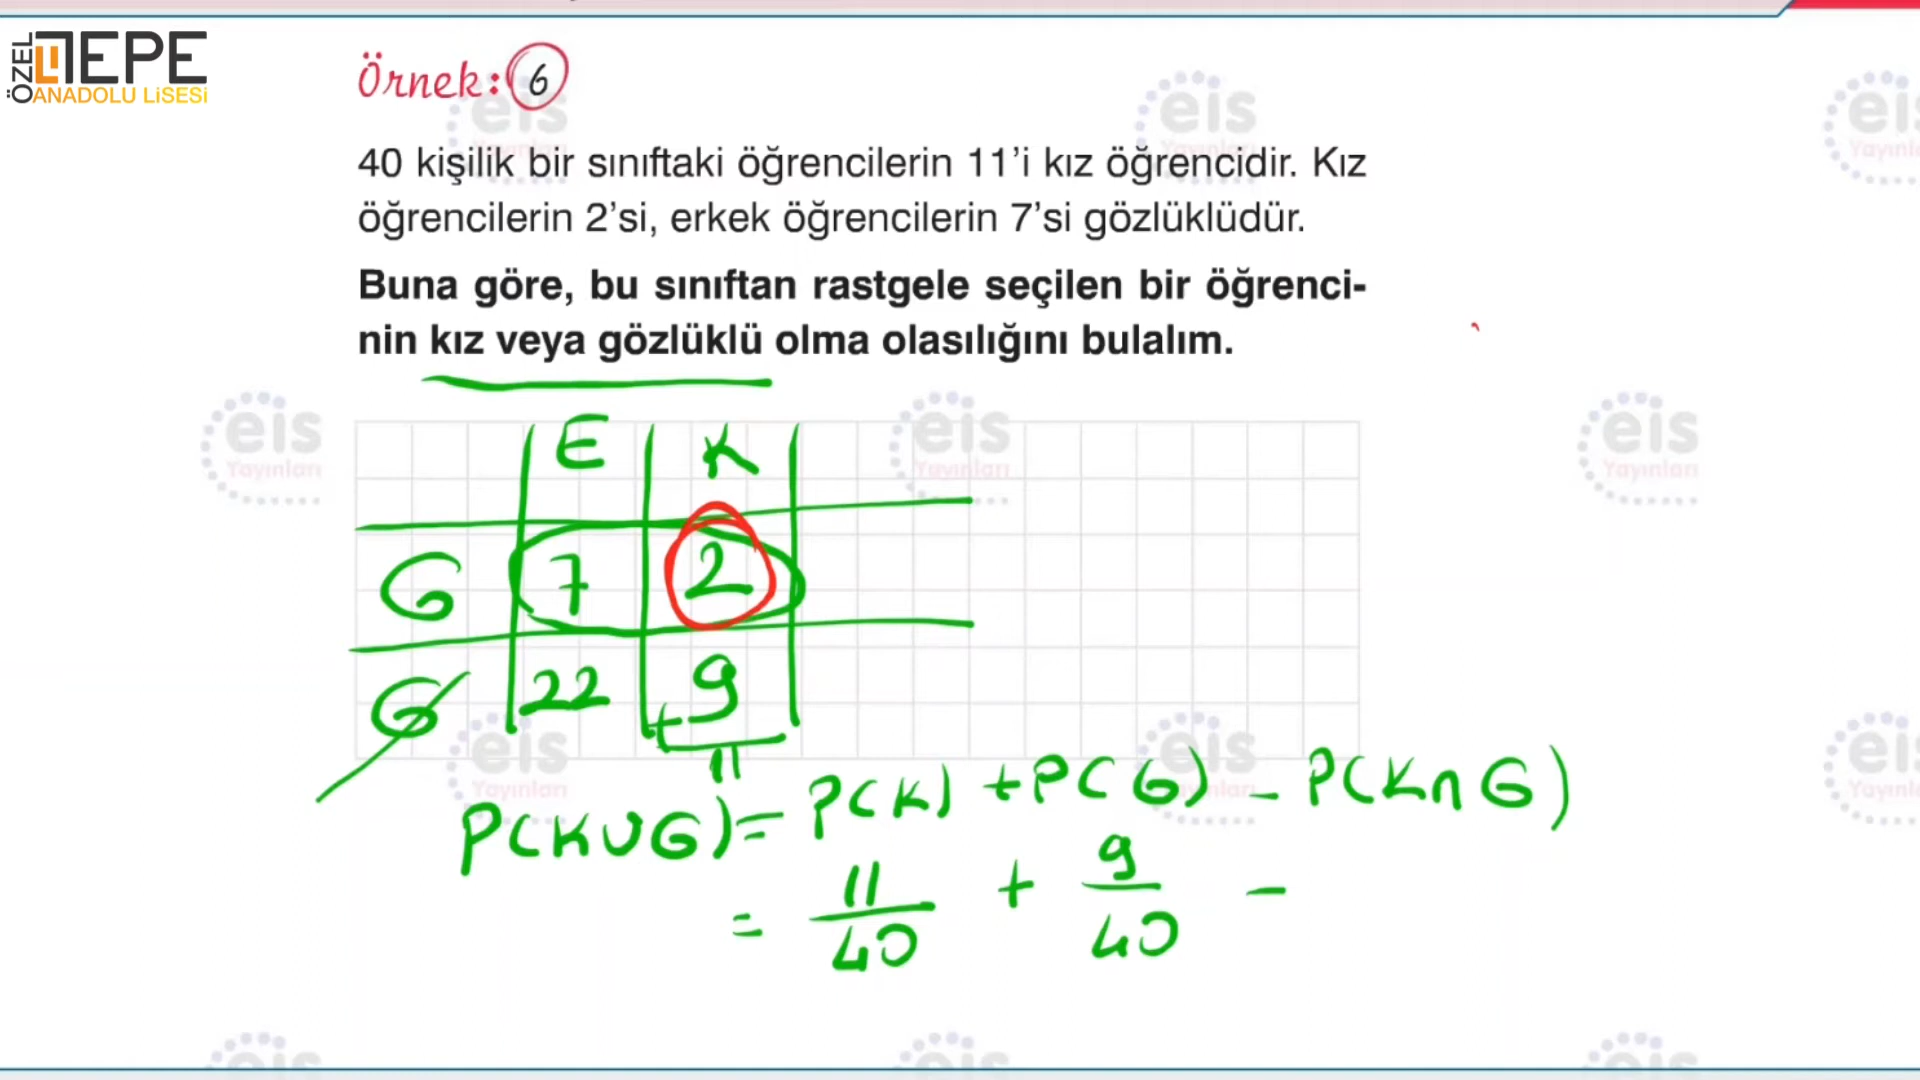 ÖZEL TEPE
ANADOLU LİSESİ
Örnek: 6
eis Yayınları
40 kişilik bir sınıftaki öğrencilerin 11'i kız öğrencidir. Kız
öğrencilerin 2'si, erkek öğrencilerin 7'si gözlüklüdür.
Buna göre, bu sınıftan rastgele seçilen bir öğrenci-
nin kız veya gözlüklü olma olasılığını bulalım.
E K
G 7 2
G 22 + 9
11
P(K∪G) = P(K) + P(G) - P(K∩G)
= 11/40 + 9/40 -